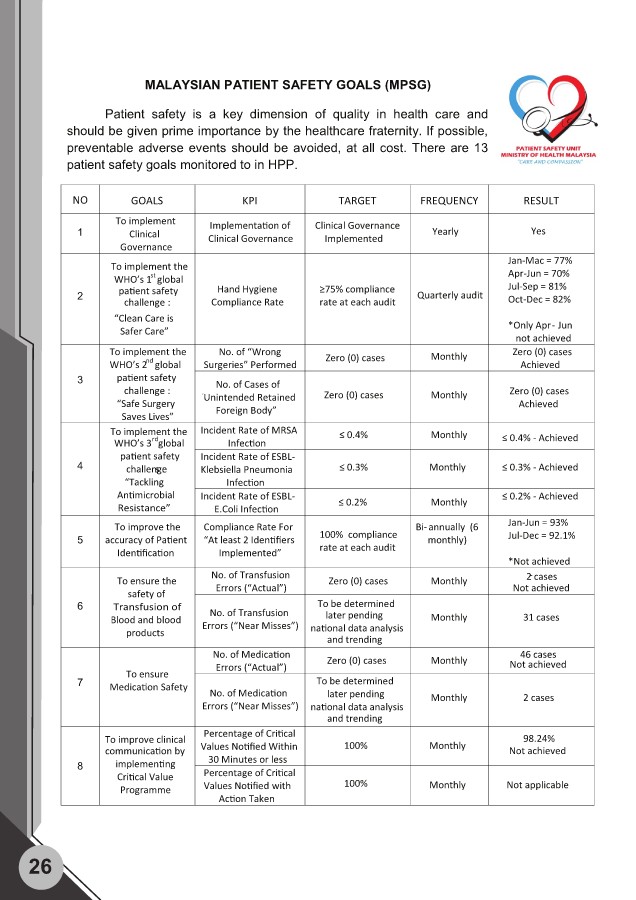 MALAYSIAN PATIENT SAFETY GOALS (MPSG)
Patient safety is a key dimension of quality in health care and
should be given prime importance by the healthcare fraternity. If possible,
preventable adverse events should be avoided, at all cost. There are 13
patient safety goals monitored to in HPP.
PATIENT SAFETY UNIT
MINISTRY OF HEALTH MALAYSIA
"CARE AND COMPASSION"
NO GOALS KPI TARGET FREQUENCY RESULT
1
To implement
Clinical
Governance
Implementation of
Clinical Governance
Clinical Governance
Implemented
Yearly
Yes
2
To implement the
WHO's 1st global
patient safety
challenge :
"Clean Care is
Safer Care"
Hand Hygiene
Compliance Rate
≥75% compliance
rate at each audit
Quarterly audit
Jan-Mac = 77%
Apr-Jun = 70%
Jul-Sep = 81%
Oct-Dec = 82%
*Only Apr- Jun
not achieved
3
To implement the
WHO's 2nd global
patient safety
challenge :
"Safe Surgery
Saves Lives"
No. of "Wrong
Surgeries" Performed
Zero (0) cases
Monthly
Zero (0) cases
Achieved
No. of Cases of
"Unintended Retained
Foreign Body"
Zero (0) cases
Monthly
Zero (0) cases
Achieved
4
To implement the
WHO's 3rd global
patient safety
challenge
"Tackling
Antimicrobial
Resistance"
Incident Rate of MRSA
Infection
≤ 0.4%
Monthly
≤ 0.4% - Achieved
Incident Rate of ESBL-
Klebsiella Pneumonia
Infection
≤ 0.3%
Monthly
≤ 0.3% - Achieved
Incident Rate of ESBL-
E.Coli Infection
≤ 0.2%
Monthly
≤ 0.2% - Achieved
5
To improve the
accuracy of Patient
Identification
Compliance Rate For
"At least 2 Identifiers
Implemented"
100% compliance
rate at each audit
Bi- annually (6
monthly)
Jan-Jun = 93%
Jul-Dec = 92.1%
*Not achieved
6
To ensure the
safety of
Transfusion of
Blood and blood
products
No. of Transfusion
Errors ("Actual")
Zero (0) cases
Monthly
2 cases
Not achieved
No. of Transfusion
Errors ("Near Misses")
To be determined
later pending
national data analysis
and trending
Monthly
31 cases
7
To ensure
Medication Safety
No. of Medication
Errors ("Actual")
Zero (0) cases
Monthly
46 cases
Not achieved
No. of Medication
Errors ("Near Misses")
To be determined
later pending
national data analysis
and trending
Monthly
2 cases
8
To improve clinical
communication by
implementing
Critical Value
Programme
Percentage of Critical
Values Notified Within
30 Minutes or less
100%
Monthly
98.24%
Not achieved
Percentage of Critical
Values Notified with
Action Taken
100%
Monthly
Not applicable
26